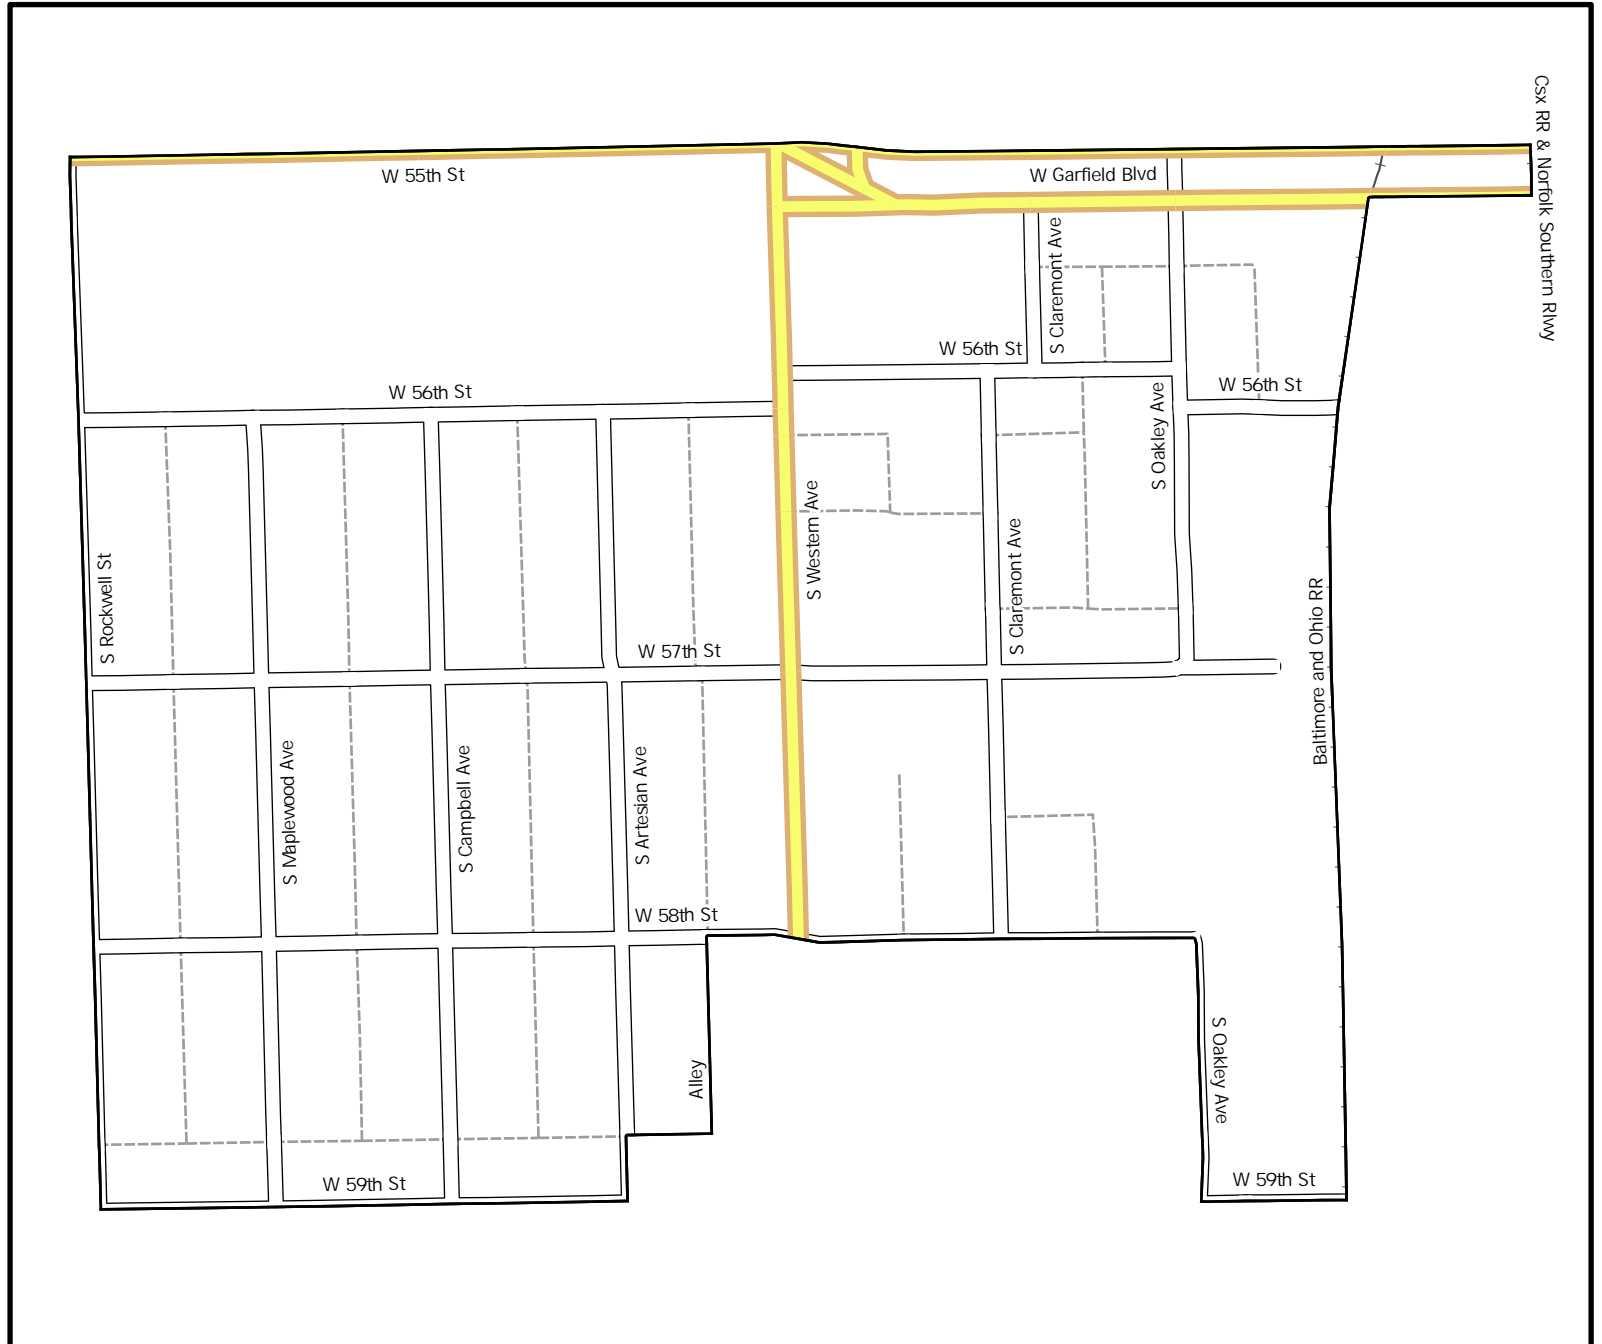 Csx RR & Norfolk Southern Rlwy
W 55th St
W Garfield Blvd
S Claremont Ave
W 56th St
W 56th St
W 56th St
S Oakley Ave
S Western Ave
S Claremont Ave
S Rockwell St
Baltimore and Ohio RR
W 57th St
S Maplewood Ave
S Campbell Ave
S Artesian Ave
W 58th St
S Oakley Ave
Alley
W 59th St
W 59th St